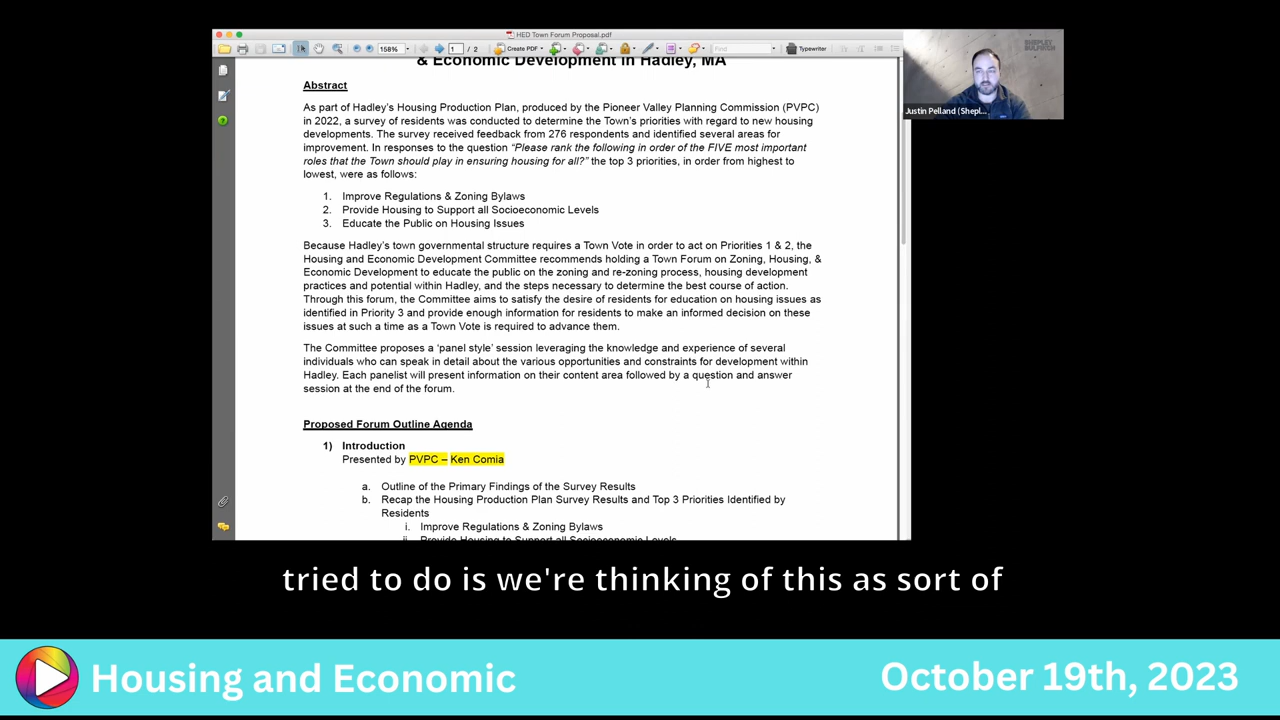 HED Town Forum Proposal.pdf
158%
1
/ 2
Create PDF
Find
Typewriter
& Economic Development in Hadley, MA
Abstract
As part of Hadley's Housing Production Plan, produced by the Pioneer Valley Planning Commission (PVPC)
in 2022, a survey of residents was conducted to determine the Town's priorities with regard to new housing
developments. The survey received feedback from 276 respondents and identified several areas for
improvement. In responses to the question “Please rank the following in order of the FIVE most important
roles that the Town should play in ensuring housing for all?” the top 3 priorities, in order from highest to
lowest, were as follows:
1. Improve Regulations & Zoning Bylaws
2. Provide Housing to Support all Socioeconomic Levels
3. Educate the Public on Housing Issues
Because Hadley's town governmental structure requires a Town Vote in order to act on Priorities 1 & 2, the
Housing and Economic Development Committee recommends holding a Town Forum on Zoning, Housing, &
Economic Development to educate the public on the zoning and re-zoning process, housing development
practices and potential within Hadley, and the steps necessary to determine the best course of action.
Through this forum, the Committee aims to satisfy the desire of residents for education on housing issues as
identified in Priority 3 and provide enough information for residents to make an informed decision on these
issues at such a time as a Town Vote is required to advance them.
The Committee proposes a ‘panel style’ session leveraging the knowledge and experience of several
individuals who can speak in detail about the various opportunities and constraints for development within
Hadley. Each panelist will present information on their content area followed by a question and answer
session at the end of the forum.
Proposed Forum Outline Agenda
1) Introduction
Presented by PVPC – Ken Comia
a. Outline of the Primary Findings of the Survey Results
b. Recap the Housing Production Plan Survey Results and Top 3 Priorities Identified by
Residents
i. Improve Regulations & Zoning Bylaws
ii. Provide Housing to Support all Socioeconomic Levels
SHEPLEY
BULFINCH
Justin Pelland (Shepl...
tried to do is we're thinking of this as sort of
Housing and Economic
October 19th, 2023